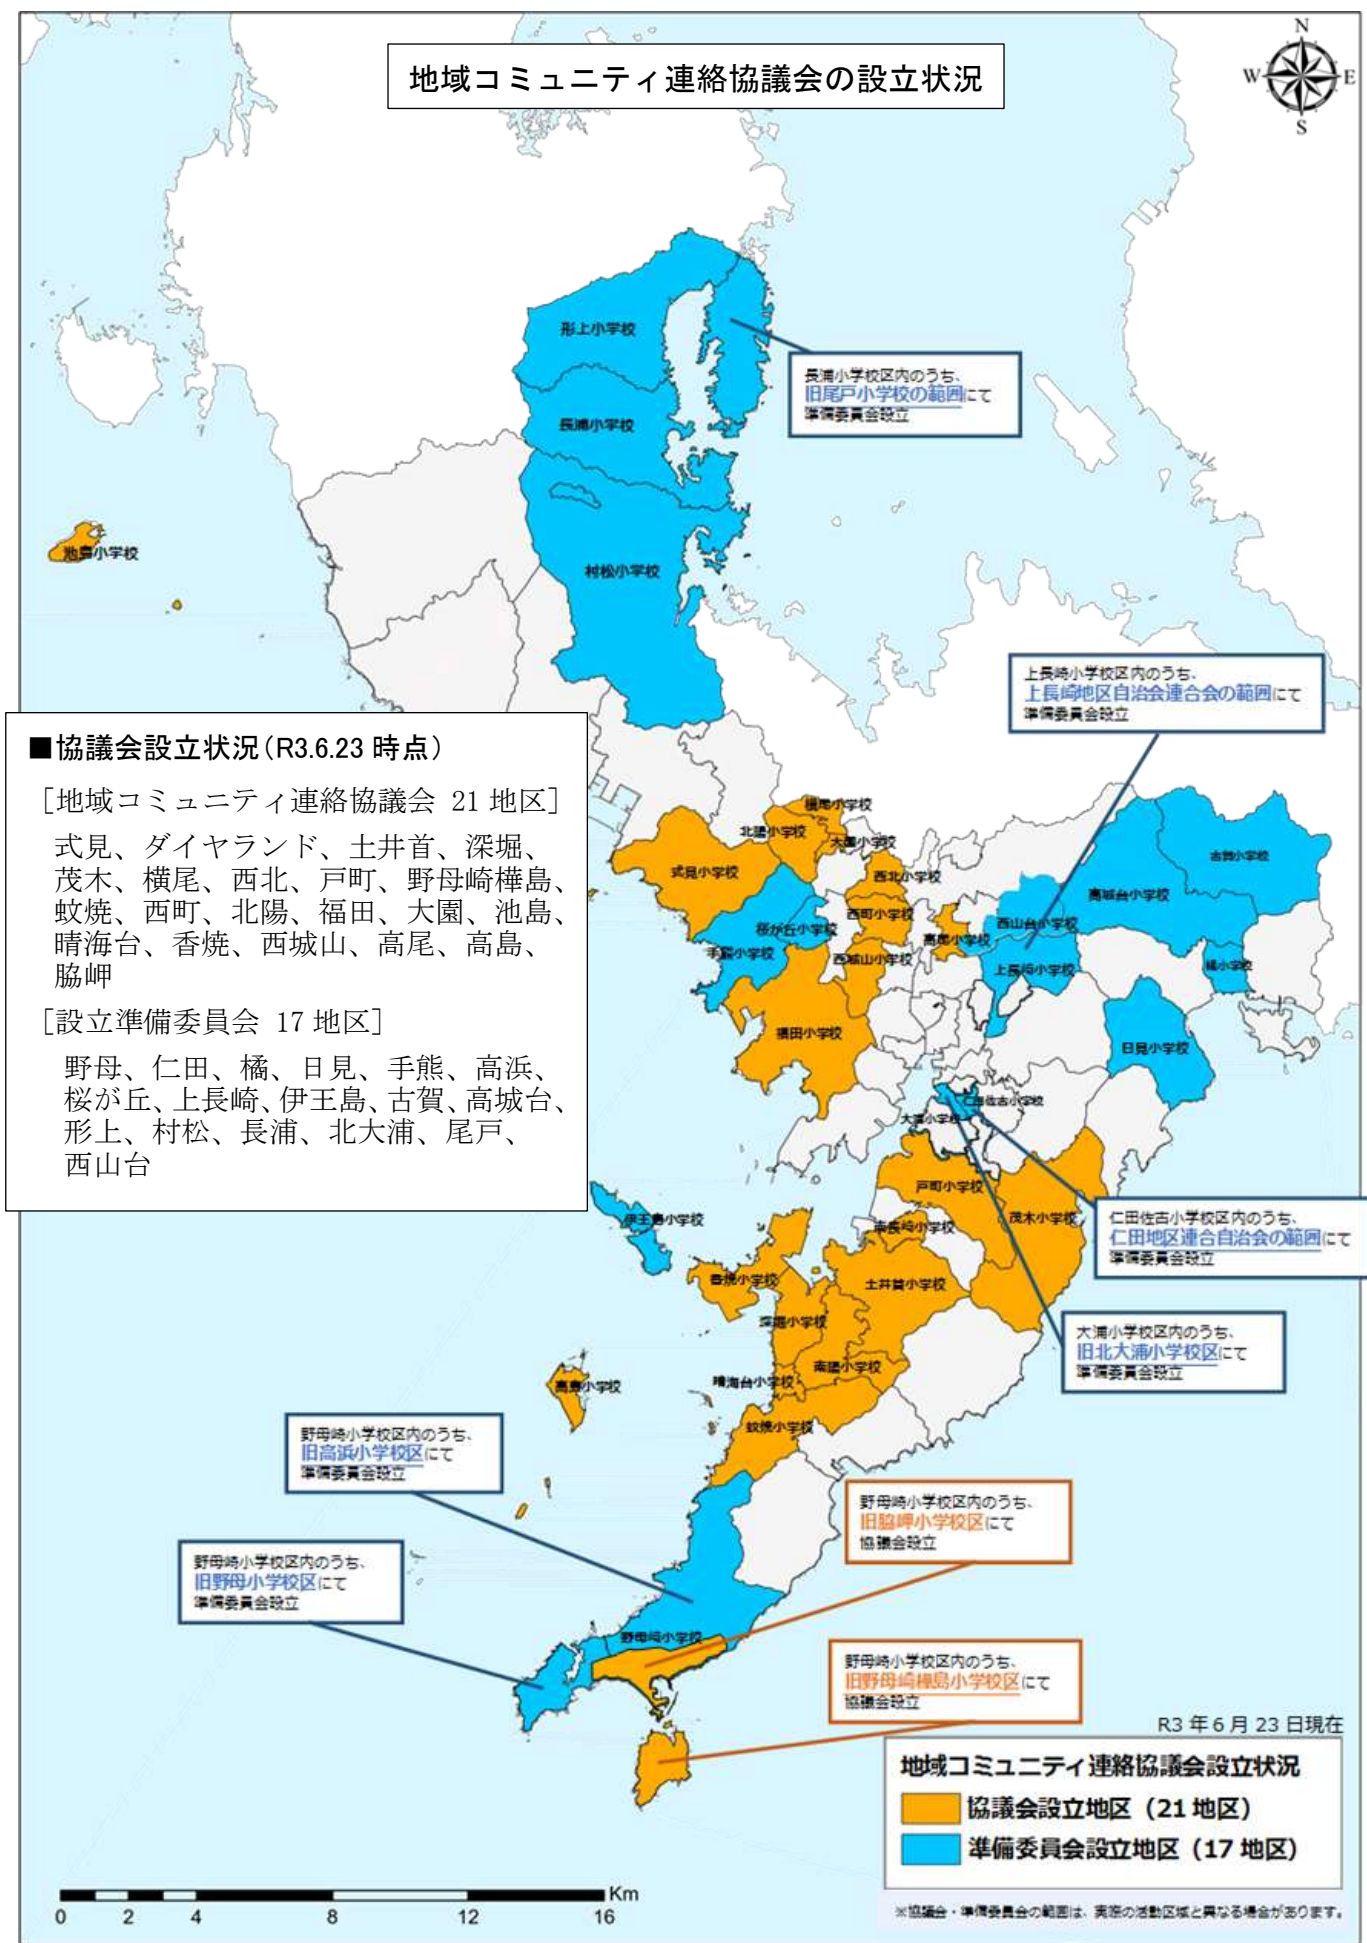 地域コミュニティ連絡協議会の設立状況
N
W
E
S
形上小学校
長浦小学校区内のうち、
旧尾戸小学校の範囲にて
準備委員会設立
長浦小学校
池島小学校
村松小学校
上長崎小学校区内のうち、
上長崎地区自治会連合会の範囲にて
準備委員会設立
■協議会設立状況(R3.6.23 時点)
[地域コミュニティ連絡協議会 21 地区]
式見、ダイヤランド、土井首、深堀、
茂木、横尾、西北、戸町、野母崎樺島、
蚊焼、西町、北陽、福田、大園、池島、
晴海台、香焼、西城山、高尾、高島、
脇岬
[設立準備委員会 17 地区]
野母、仁田、橘、日見、手熊、高浜、
桜が丘、上長崎、伊王島、古賀、高城台、
形上、村松、長浦、北大浦、尾戸、
西山台
横尾小学校
北陽小学校
大園小学校
式見小学校
西北小学校
古賀小学校
高城台小学校
西町小学校
西山台小学校
桜が丘小学校
高尾小学校
手熊小学校
西城山小学校
上長崎小学校
橘小学校
福田小学校
日見小学校
仁田佐古小学校
大浦小学校
戸町小学校
茂木小学校
伊王島小学校
南長崎小学校
仁田佐古小学校区内のうち、
仁田地区連合自治会の範囲にて
準備委員会設立
香焼小学校
土井首小学校
深堀小学校
大浦小学校区内のうち、
旧北大浦小学校区にて
準備委員会設立
南陽小学校
晴海台小学校
高島小学校
蚊焼小学校
野母崎小学校区内のうち、
旧高浜小学校区にて
準備委員会設立
野母崎小学校区内のうち、
旧脇岬小学校区にて
協議会設立
野母崎小学校区内のうち、
旧野母小学校区にて
準備委員会設立
野母崎小学校
野母崎小学校区内のうち、
旧野母崎樺島小学校区にて
協議会設立
R3 年 6 月 23 日現在
地域コミュニティ連絡協議会設立状況
協議会設立地区（21 地区）
準備委員会設立地区（17 地区）
Km
0 2 4 8 12 16
※協議会・準備委員会の範囲は、実際の活動区域と異なる場合があります。